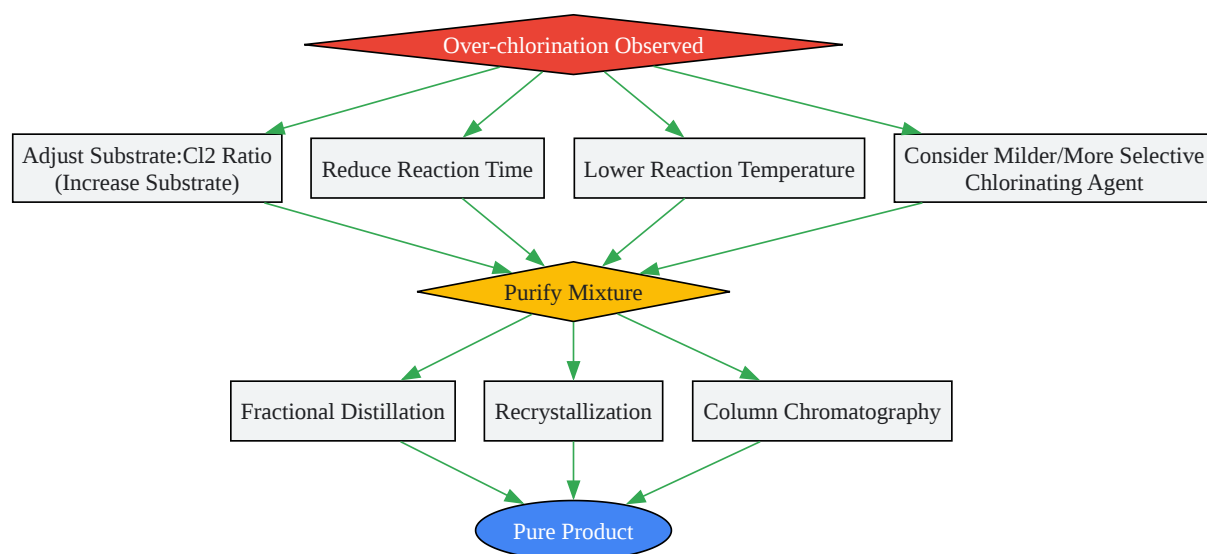 Over-chlorination Observed
Adjust Substrate:Cl2 Ratio
(Increase Substrate)
Reduce Reaction Time
Lower Reaction Temperature
Consider Milder/More Selective
Chlorinating Agent
Purify Mixture
Fractional Distillation
Recrystallization
Column Chromatography
Pure Product